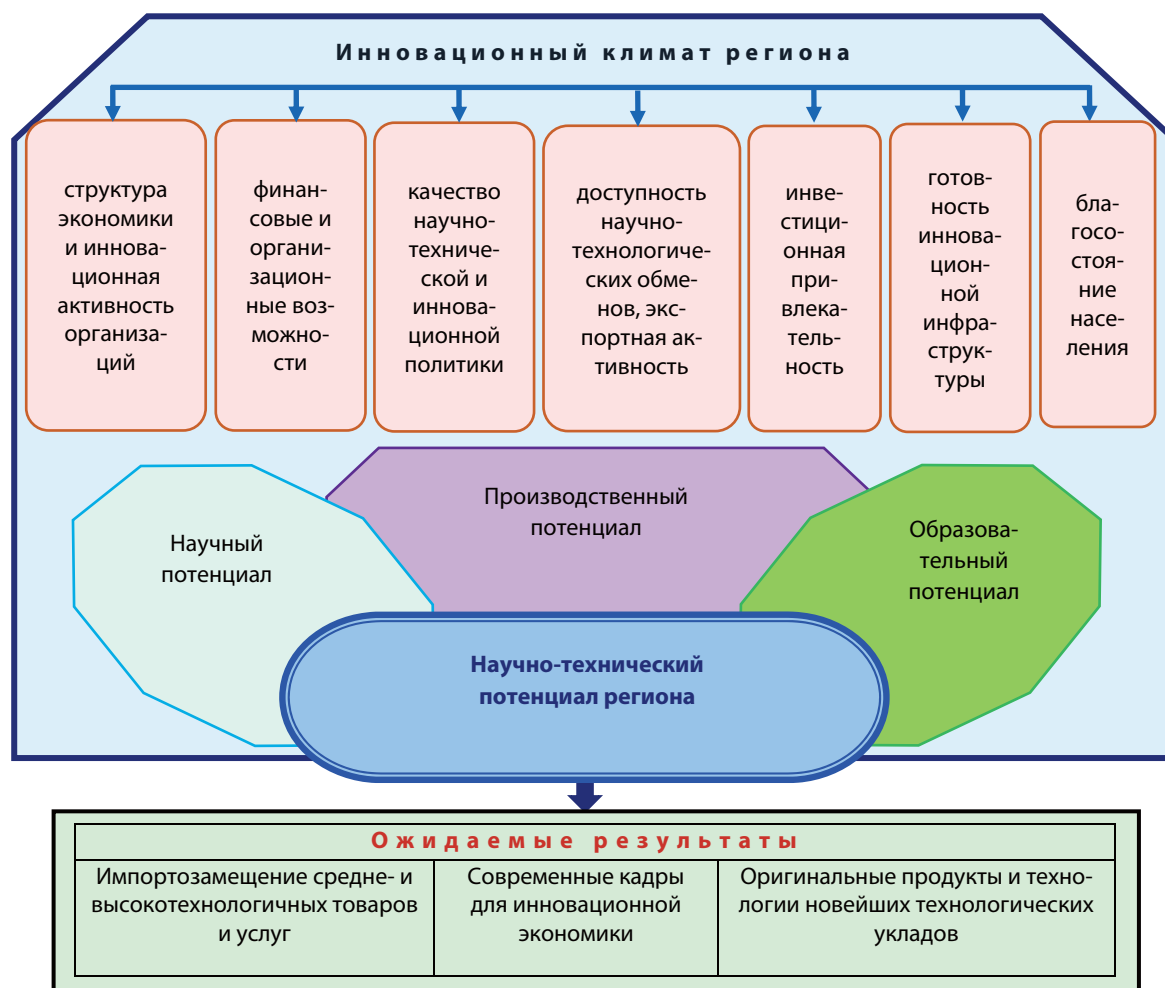 Инновационный климат региона
структура
экономики
и иннова-
ционная
активность
организа-
ций
финан-
совые и
органи-
зацион-
ные воз-
можно-
сти
качество
научно-
техниче-
ской и
иннова-
ционной
политики
доступность
научно-
технологиче-
ских обме-
нов, экс-
портная ак-
тивность
инве-
стици-
онная
при-
влека-
тель-
ность
готов-
ность
иннова-
цион-
ной
инфра-
струк-
туры
бла-
госо-
стоя-
ние
насе-
ления
Научный
потенциал
Производственный
потенциал
Образова-
тельный
потенциал
Научно-технический
потенциал региона
Ожидаемые результаты
Импортозамещение средне- и
высокотехнологичных товаров
и услуг
Современные кадры
для инновационной
экономики
Оригинальные продукты и техно-
логии новейших технологических
укладов